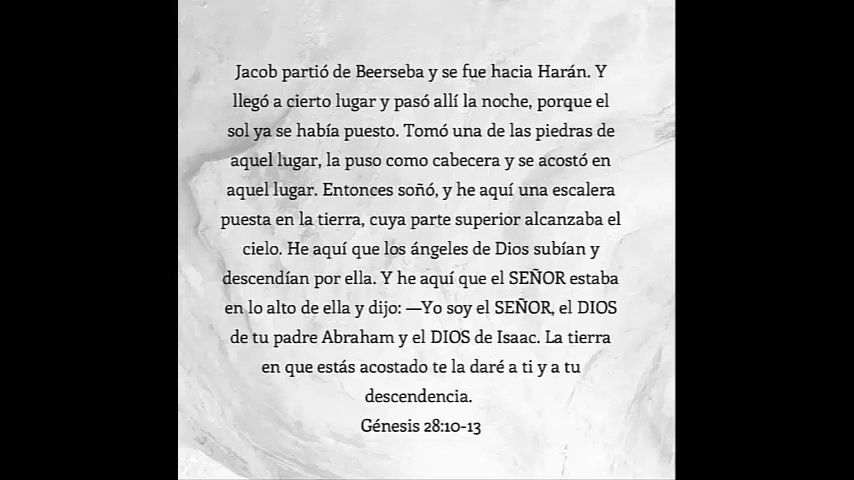 Jacob partió de Beerseba y se fue hacia Harán. Y
llegó a cierto lugar y pasó allí la noche, porque el
sol ya se había puesto. Tomó una de las piedras de
aquel lugar, la puso como cabecera y se acostó en
aquel lugar. Entonces soñó, y he aquí una escalera
puesta en la tierra, cuya parte superior alcanzaba el
cielo. He aquí que los ángeles de Dios subían y
descendían por ella. Y he aquí que el SEÑOR estaba
en lo alto de ella y dijo: —Yo soy el SEÑOR, el DIOS
de tu padre Abraham y el DIOS de Isaac. La tierra
en que estás acostado te la daré a ti y a tu
descendencia.
Génesis 28:10-13